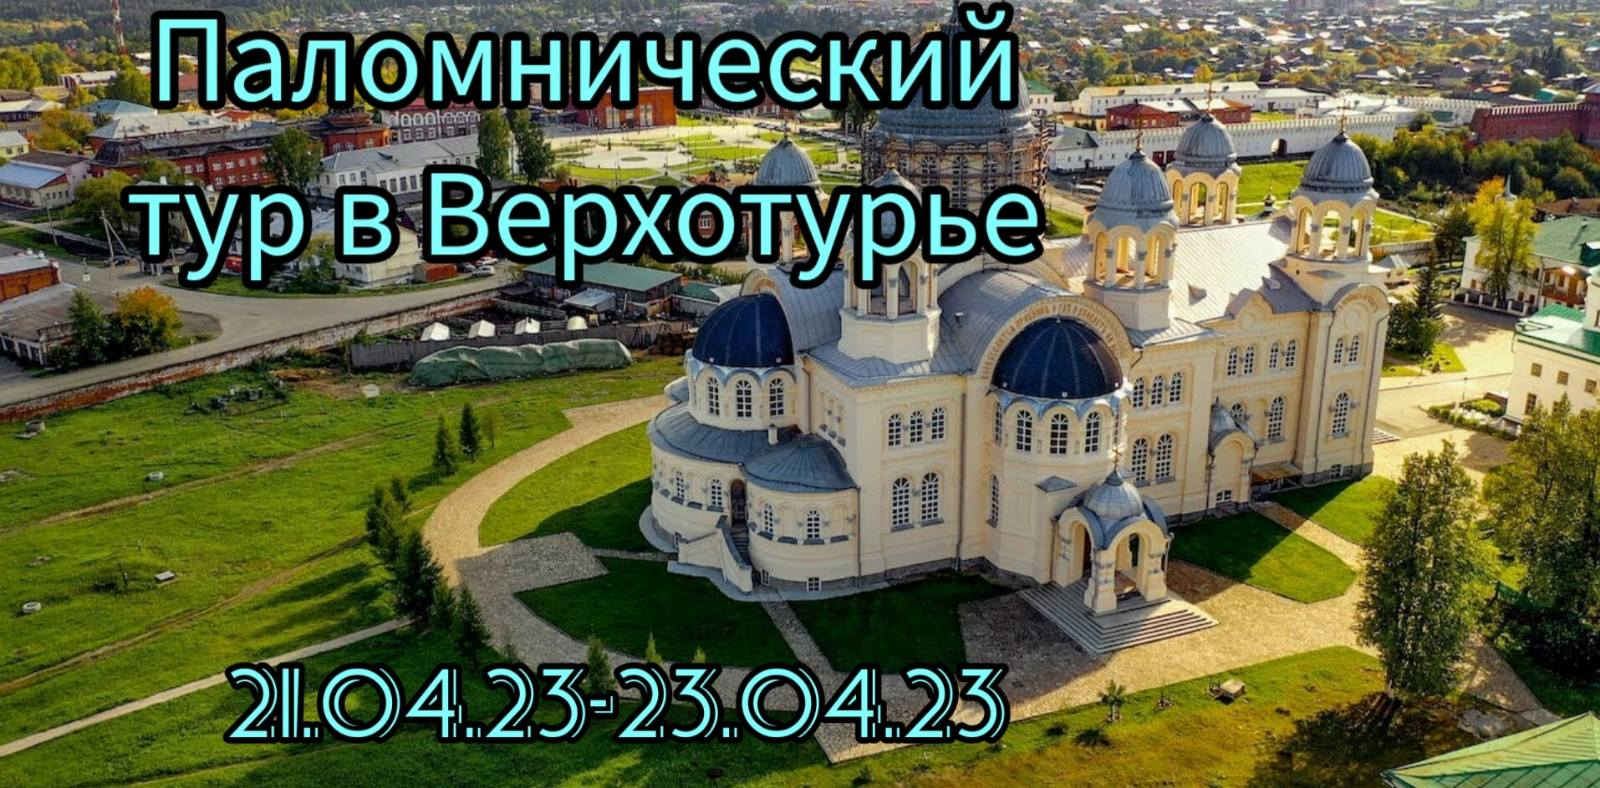 Паломнический
тур в Верхотурье
21.04.23-23.04.23